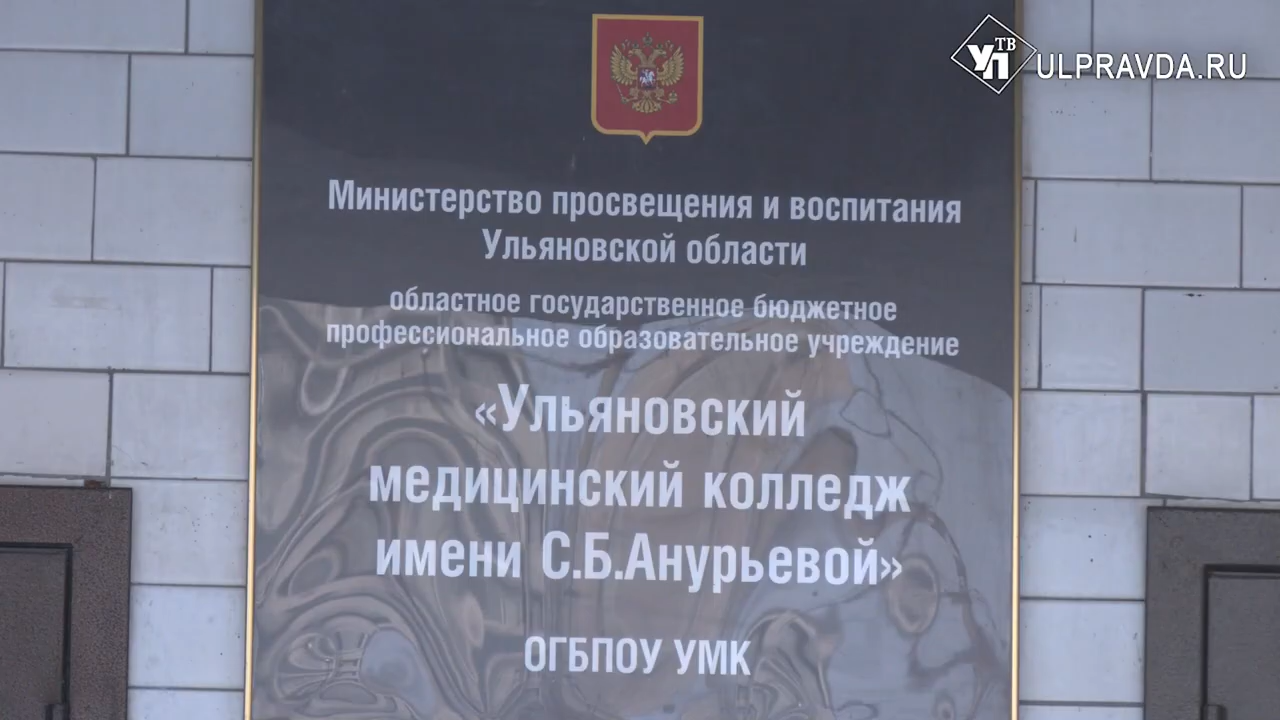 УП ТВ ULPRAVDA.RU
Министерство просвещения и воспитания
Ульяновской области
областное государственное бюджетное
профессиональное образовательное учреждение
«Ульяновский
медицинский колледж
имени С.Б.Анурьевой»
ОГБПОУ УМК